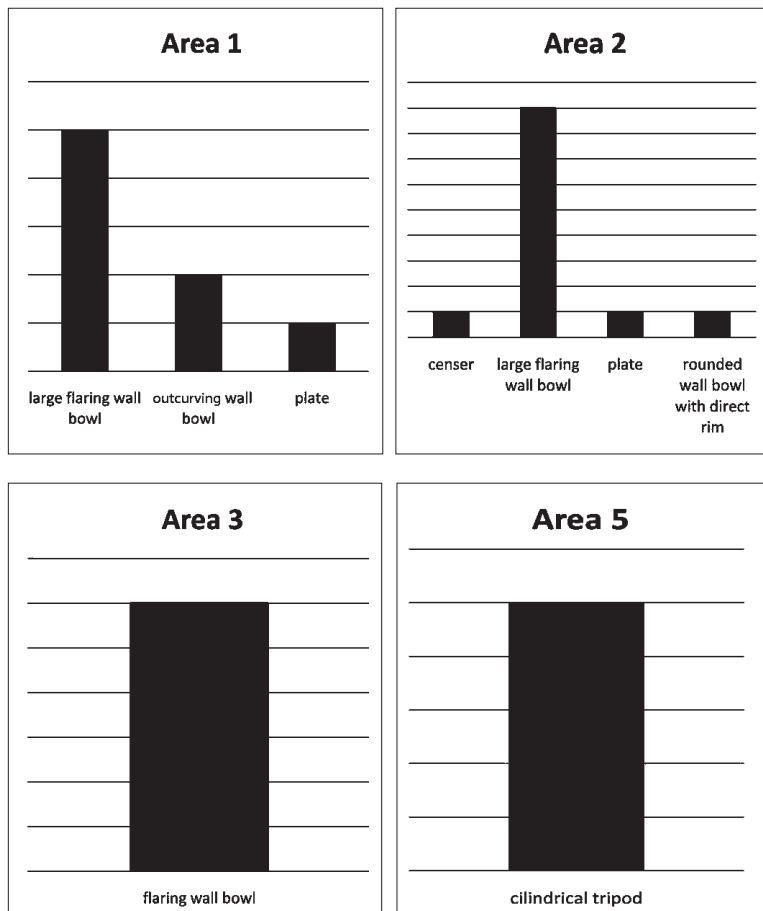 Area 1
large flaring wall bowl
outcurving wall bowl
plate
Area 2
censer
large flaring wall bowl
plate
rounded wall bowl with direct rim
Area 3
flaring wall bowl
Area 5
cilindrical tripod